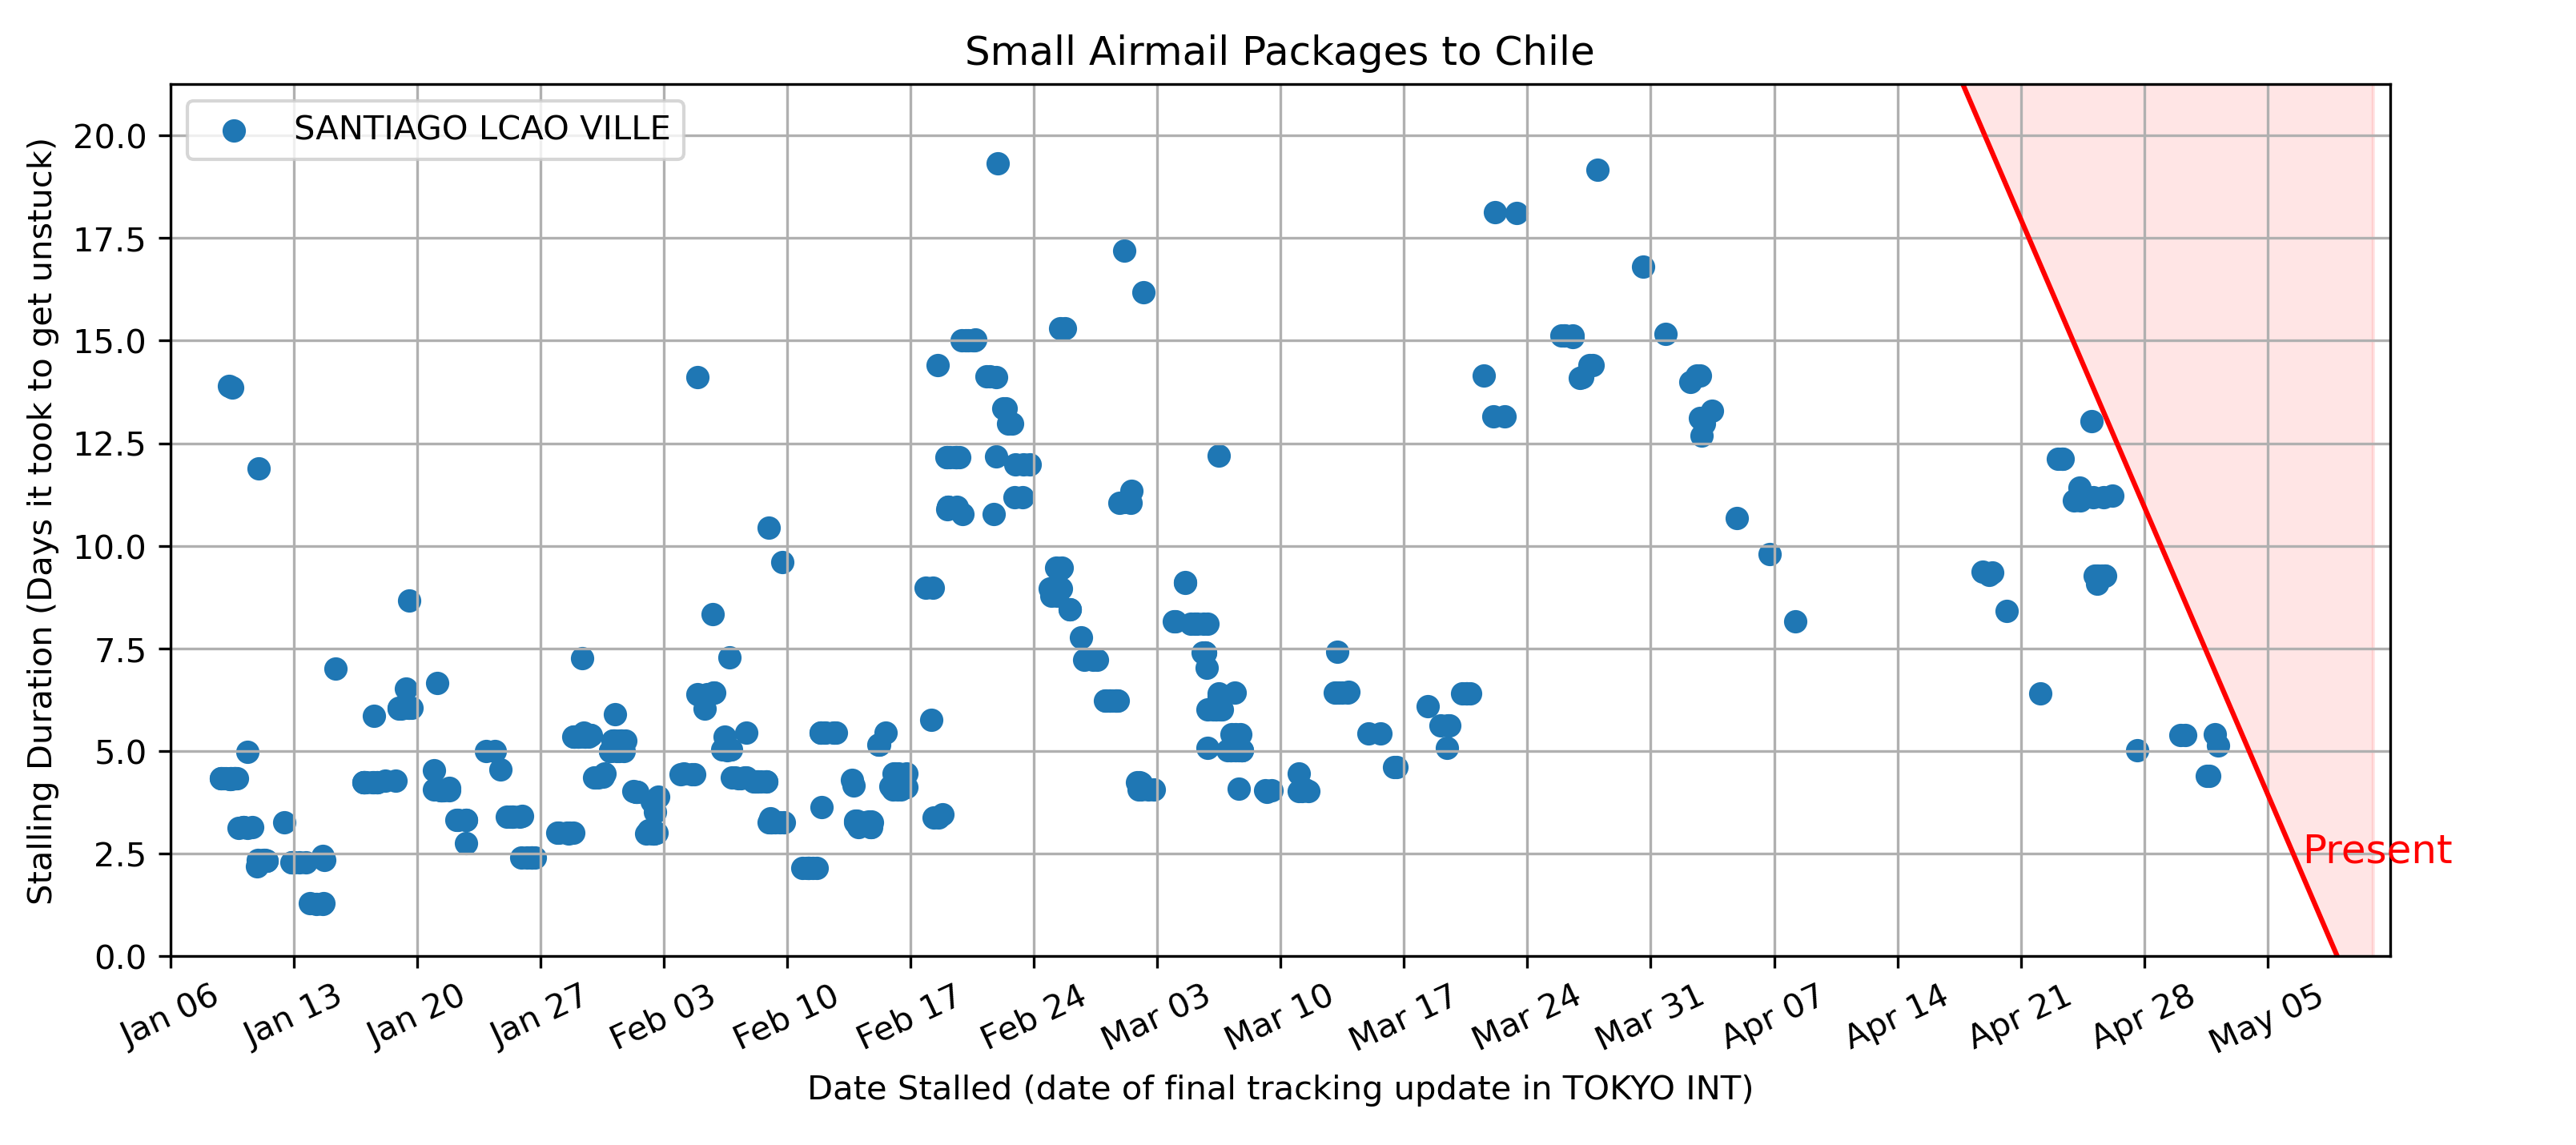 Small Airmail Packages to Chile
SANTIAGO LCAO VILLE
Stalling Duration (Days it took to get unstuck)
20.0
17.5
15.0
12.5
10.0
7.5
5.0
2.5
0.0
Present
Jan 06
Jan 13
Jan 20
Jan 27
Feb 03
Feb 10
Feb 17
Feb 24
Mar 03
Mar 10
Mar 17
Mar 24
Mar 31
Apr 07
Apr 14
Apr 21
Apr 28
May 05
Date Stalled (date of final tracking update in TOKYO INT)